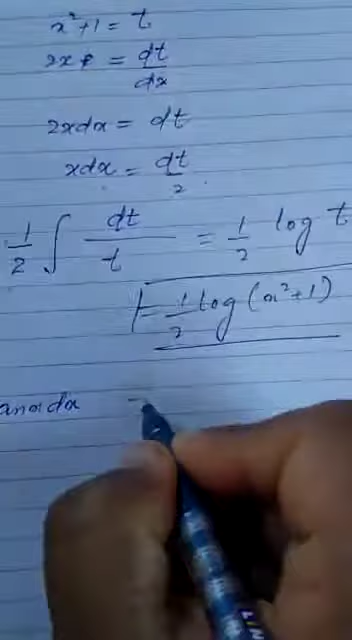 x²+1 = t
2x = dt/dx
2xdx = dt
xdx = dt/2
1/2 ∫ dt/t = 1/2 log t
= 1/2 log (x²+1)
dx